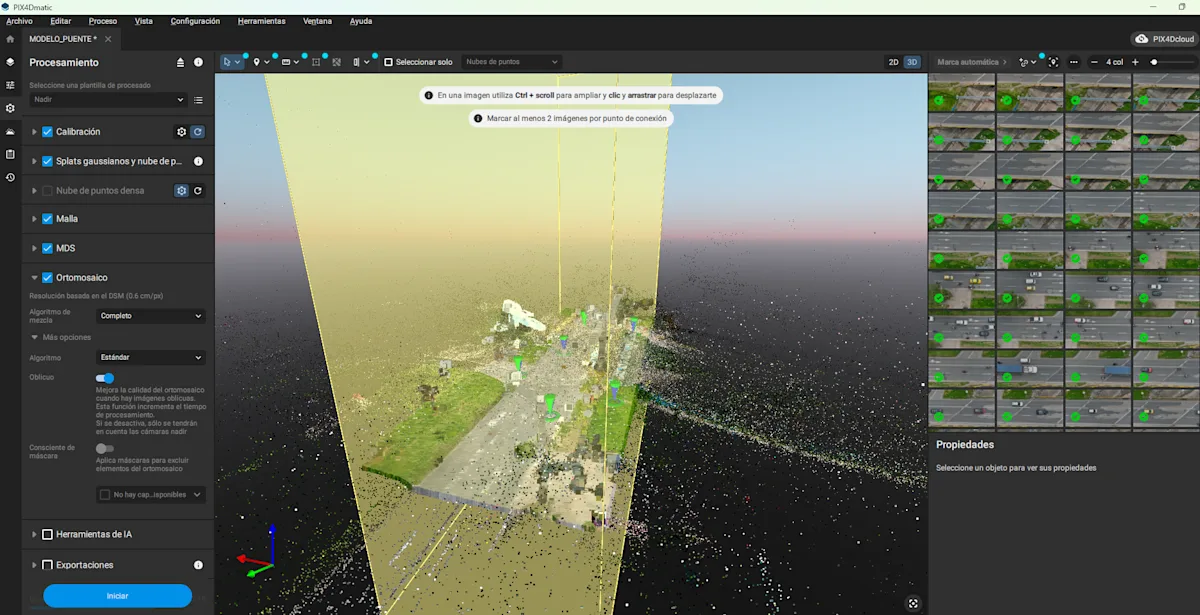 PIX4Dmatic
Archivo Editar Proceso Vista Configuración Herramientas Ventana Ayuda
MODELO_PUENTE *
PIX4Dcloud
Procesamiento
Seleccionar solo
Nubes de puntos
2D 3D
Marca automática
4 col
Seleccione una plantilla de procesado
Nadir
En una imagen utiliza Ctrl + scroll para ampliar y clic y arrastrar para desplazarte
Marcar al menos 2 imágenes por punto de conexión
Calibración
Splats gaussianos y nube de p...
Nube de puntos densa
Malla
MDS
Ortomosaico
Resolución basada en el DSM (0.6 cm/px)
Algoritmo de
mezcla
Completo
Más opciones
Algoritmo
Estándar
Oblicuo
Mejora la calidad del ortomosaico
cuando hay imágenes oblicuas.
Esta función incrementa el tiempo
de procesamiento.
Si se desactiva, sólo se tendrán
en cuenta las cámaras nadir
Consciente de
máscara
Aplica máscaras para excluir
elementos del ortomosaico
No hay cap...isponibles
Herramientas de IA
Exportaciones
Iniciar
Propiedades
Seleccione un objeto para ver sus propiedades